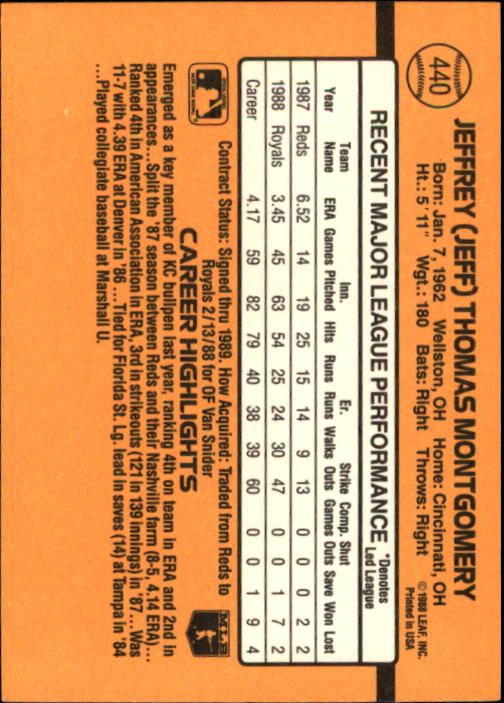 440
JEFFREY (JEFF) THOMAS MONTGOMERY
Born: Jan. 7, 1962 Wellston, OH Home: Cincinnati, OH
Ht.: 5'11" Wgt.: 180 Bats: Right Throws: Right
©1988 LEAF, INC.
Printed in USA
RECENT MAJOR LEAGUE PERFORMANCE
*Denotes
Led League
Team Inn. Er. Strike Comp. Shut
Year Name ERA Games Pitched Hits Runs Runs Walks Outs Games Outs Save Won Lost
1987 Reds 6.52 14 19 25 15 14 9 13 0 0 0 2 2
1988 Royals 3.45 45 63 54 25 24 30 47 0 0 1 7 2
Career 4.17 59 82 79 40 38 39 60 0 0 1 9 4
Contract Status: Signed thru 1989. How Acquired: Traded from Reds to
Royals 2/13/88 for OF Van Snider
MLB
CAREER HIGHLIGHTS
Emerged as a key member of KC bullpen last year, ranking 4th on team in ERA and 2nd in
appearances...Split the '87 season between Reds and their Nashville farm (8-5, 4.14 ERA)...
Ranked 4th in American Association in ERA, 3rd in strikeouts (121 in 139 innings) in '87...Was
11-7 with 4.39 ERA at Denver in '86...Tied for Florida St. Lg. lead in saves (14) at Tampa in '84
...Played collegiate baseball at Marshall U.